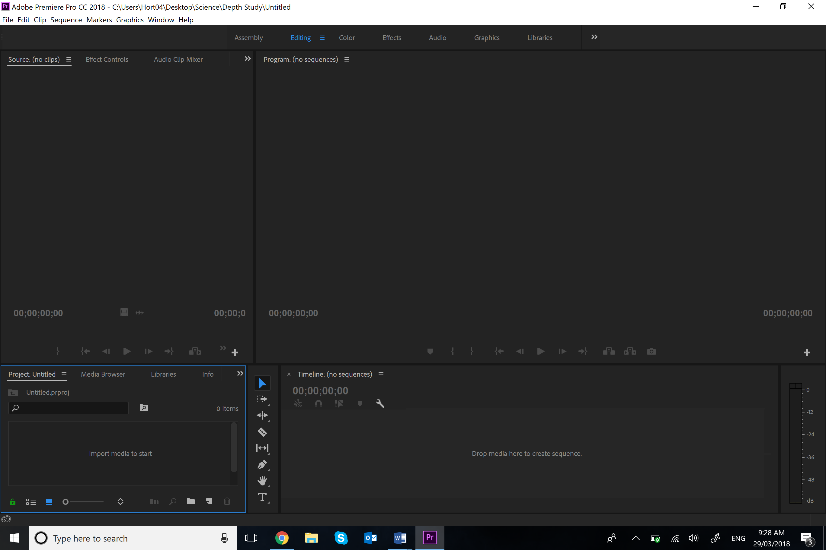 Adobe Premiere Pro CC 2018 - C:\Users\Hort04\Desktop\Science\Depth Study\Untitled
File Edit Clip Sequence Markers Graphics Window Help
Assembly Editing Color Effects Audio Graphics Libraries
Source: (no clips) Effect Controls Audio Clip Mixer
Program: (no sequences)
00;00;00;00 00;00;0
00;00;00;00 00;00;00;00
Project: Untitled Media Browser Libraries Info
Untitled.prproj
0 Items
Import media to start
Timeline: (no sequences)
00;00;00;00
Drop media here to create sequence.
0
-12
-24
-36
-48
dB
Type here to search
ENG
9:28 AM
29/03/2018
3